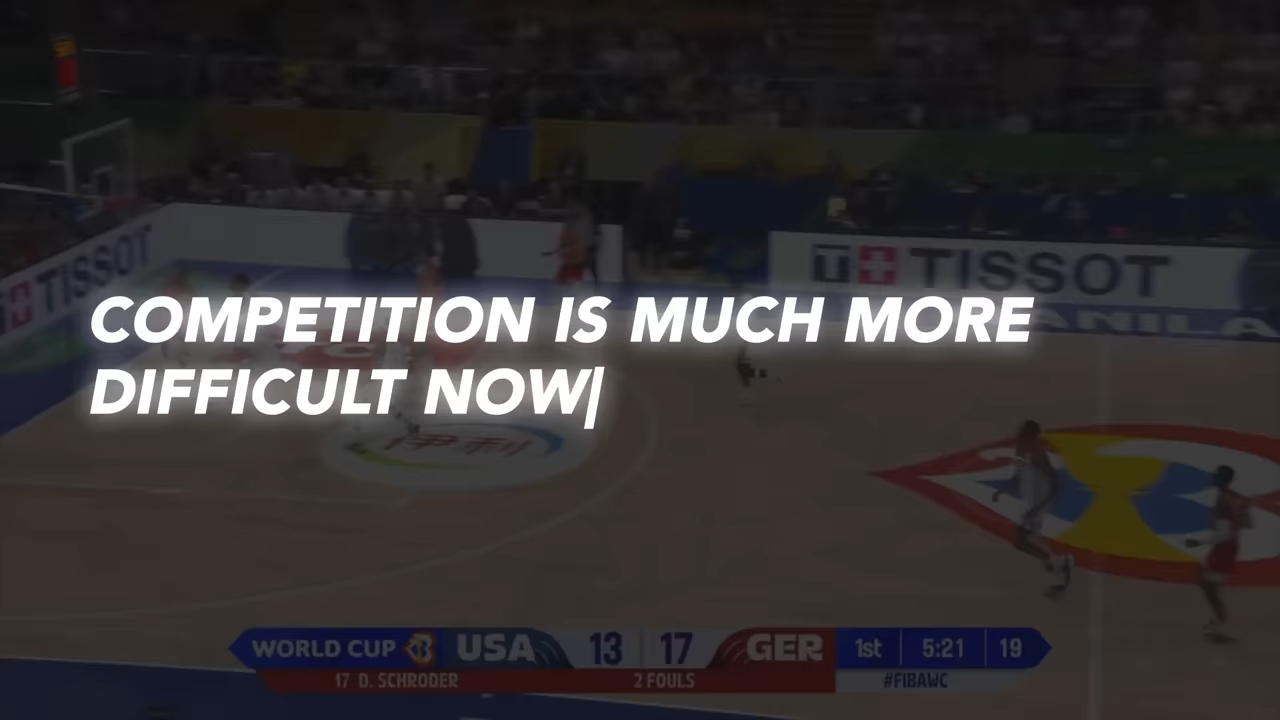 TISSOT
T+ TISSOT
COMPETITION IS MUCH MORE
DIFFICULT NOW|
MANILA
伊利
WORLD CUP USA 13 17 GER 1st 5:21 19
17 D. SCHRODER 2 FOULS #FIBAWC